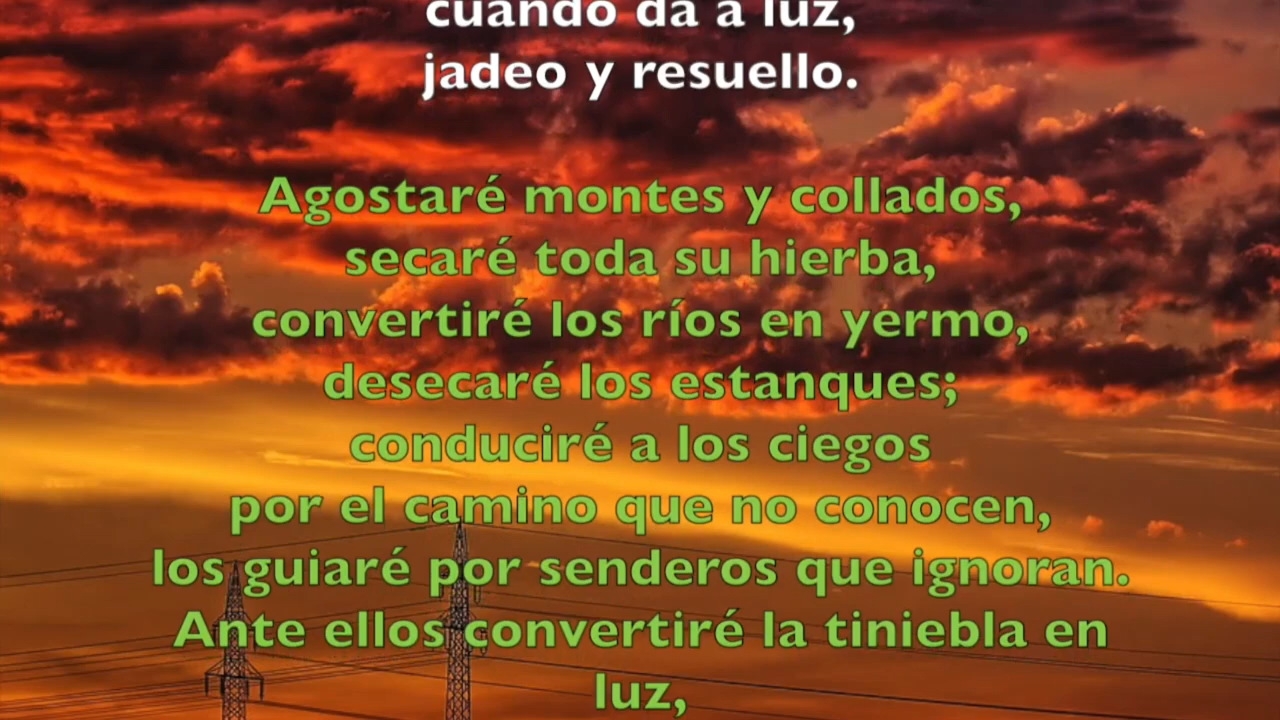 cuando da a luz,
jadeo y resuello.
Agostaré montes y collados,
secaré toda su hierba,
convertiré los ríos en yermo,
desecaré los estanques;
conduciré a los ciegos
por el camino que no conocen,
los guiaré por senderos que ignoran.
Ante ellos convertiré la tiniebla en
luz,